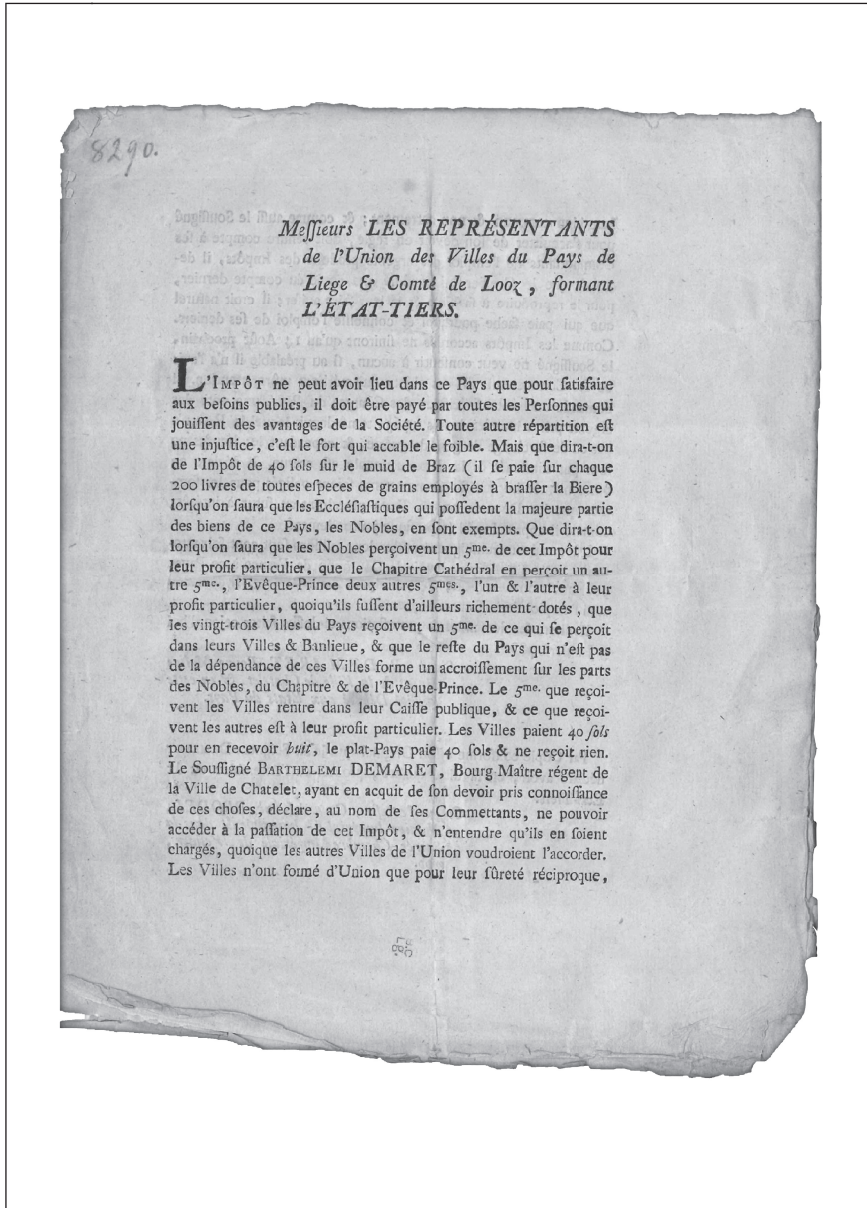 8290.
Meſſieurs LES REPRÉSENTANTS
de l'Union des Villes du Pays de
Liege & Comté de Looz, formant
L'ÉTAT-TIERS.
L'IMPÔT ne peut avoir lieu dans ce Pays que pour ſatisfaire
aux beſoins publics, il doit être payé par toutes les Perſonnes qui
jouiſſent des avantages de la Société. Toute autre répartition eſt
une injuſtice, c'eſt le fort qui accable le foible. Mais que dira-t-on
de l'Impôt de 40 ſols ſur le muid de Braz (il ſe paie ſur chaque
200 livres de toutes eſpeces de grains employés à braſſer la Biere)
lorſqu'on ſaura que les Eccléſiaſtiques qui poſſedent la majeure partie
des biens de ce Pays, les Nobles, en ſont exempts. Que dira-t-on
lorſqu'on ſaura que les Nobles perçoivent un 5me. de cet Impôt pour
leur profit particulier, que le Chapitre Cathédral en perçoit un au-
tre 5me., l'Evêque-Prince deux autres 5mes., l'un & l'autre à leur
profit particulier, quoiqu'ils fuſſent d'ailleurs richement dotés, que
les vingt-trois Villes du Pays reçoivent un 5me. de ce qui ſe perçoit
dans leurs Villes & Banlieue, & que le reſte du Pays qui n'eſt pas
de la dépendance de ces Villes forme un accroiſſement ſur les parts
des Nobles, du Chapitre & de l'Evêque-Prince. Le 5me. que reçoi-
vent les Villes rentre dans leur Caiſſe publique, & ce que reçoi-
vent les autres eſt à leur profit particulier. Les Villes paient 40 ſols
pour en recevoir huit, le plat-Pays paie 40 ſols & ne reçoit rien.
Le Souſſigné BARTHELEMI DEMARET, Bourg-Maître régent de
la Ville de Chatelet, ayant en acquit de ſon devoir pris connoiſſance
de ces choſes, déclare, au nom de ſes Commettants, ne pouvoir
accéder à la paſſation de cet Impôt, & n'entendre qu'ils en ſoient
chargés, quoique les autres Villes de l'Union voudroient l'accorder.
Les Villes n'ont formé d'Union que pour leur ſûreté réciproque,